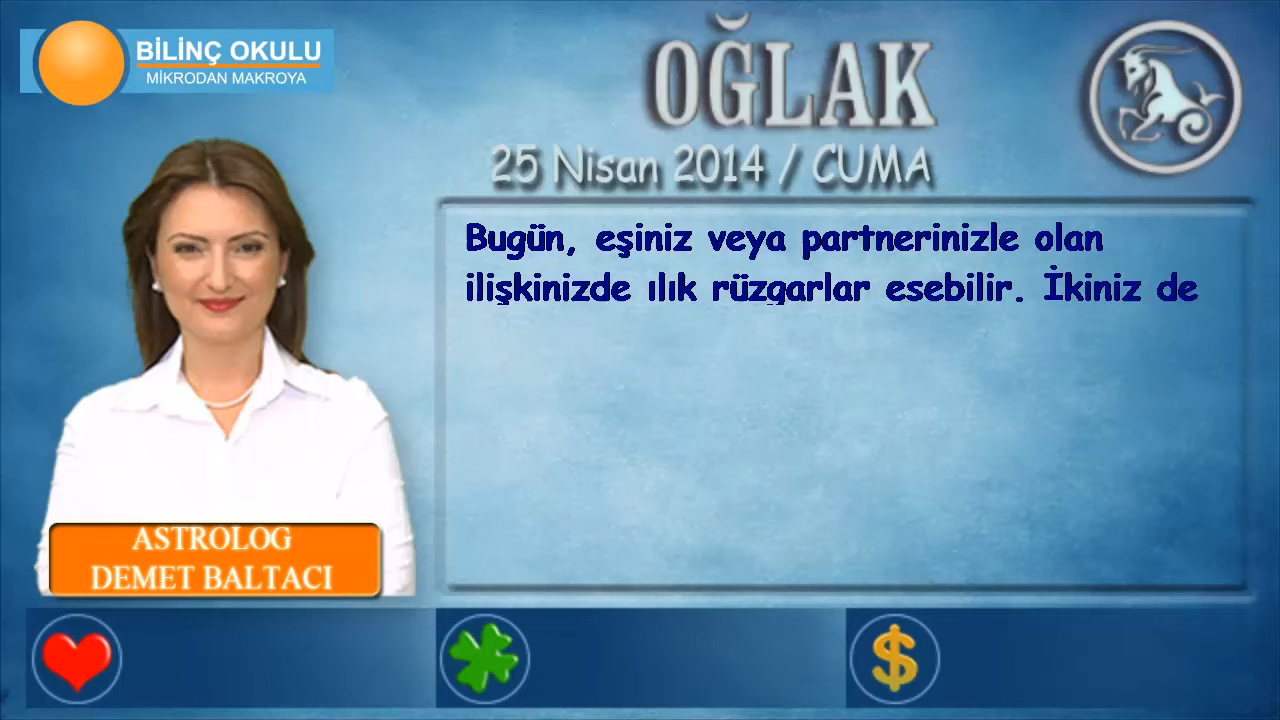 BİLİNÇ OKULU
MİKRODAN MAKROYA
OĞLAK
25 Nisan 2014 / CUMA
Bugün, eşiniz veya partnerinizle olan
ilişkinizde ılık rüzgarlar esebilir. İkiniz de
ASTROLOG
DEMET BALTACI